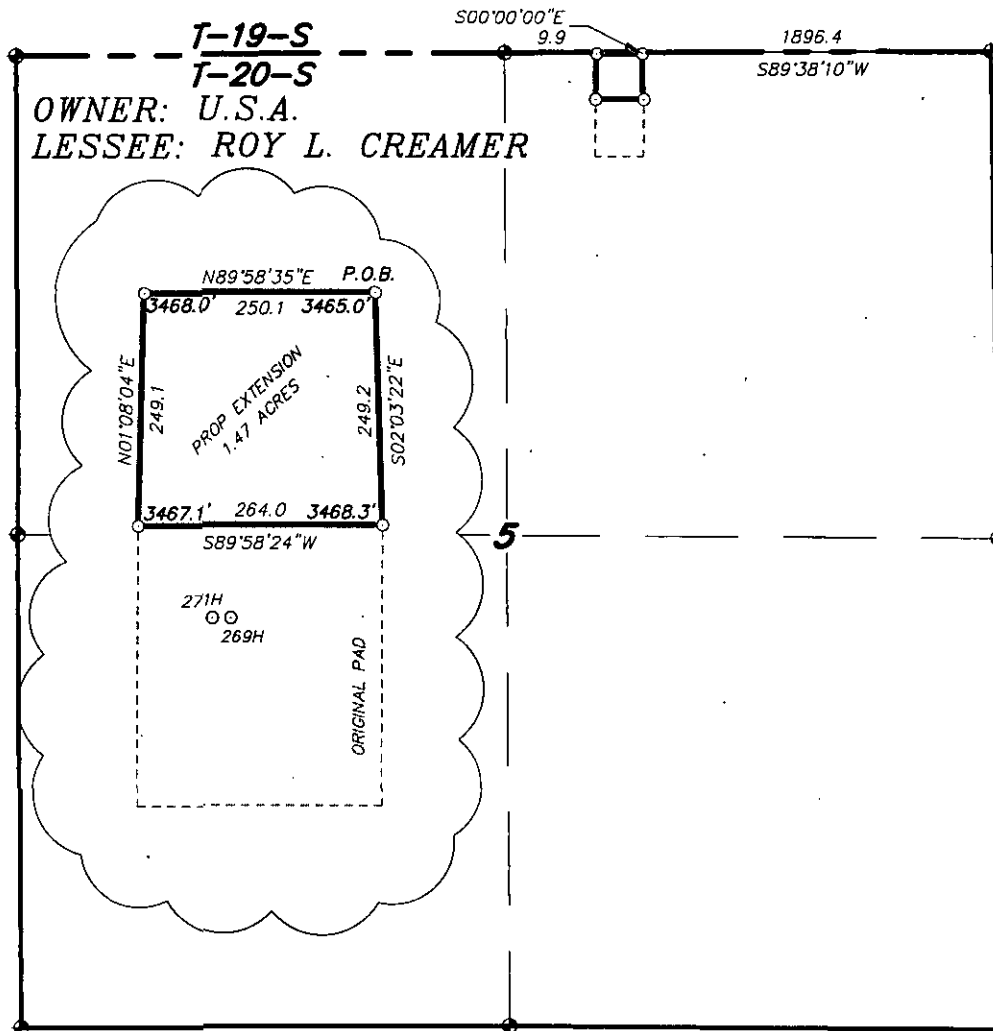 S00°00'00"E
T-19-S
9.9
1896.4
T-20-S
S89°38'10"W
OWNER: U.S.A.
LESSEE: ROY L. CREAMER
N89°58'35"E
P.O.B.
3468.0'
250.1
3465.0'
N01°08'04"E
249.1
PROP EXTENSION
1.47 ACRES
249.2
S02°03'22"E
3467.1'
264.0
3468.3'
S89°58'24"W
5
271H
269H
ORIGINAL PAD